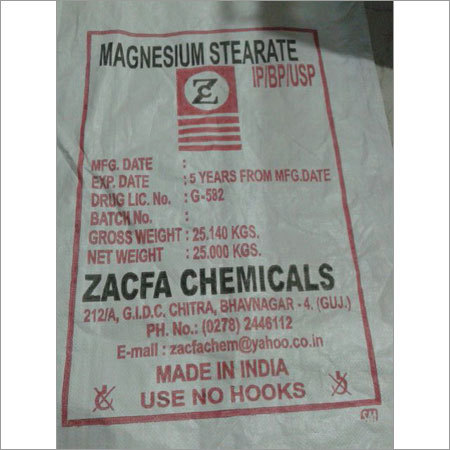 MAGNESIUM STEARATE
IP/BP/USP
ZC
MFG. DATE :
EXP. DATE : 5 YEARS FROM MFG.DATE
DRUG LIC. No. : G-582
BATCH No. :
GROSS WEIGHT : 25.140 KGS.
NET WEIGHT : 25.000 KGS.
ZACFA CHEMICALS
212/A, G.I.D.C. CHITRA, BHAVNAGAR - 4. (GUJ.)
PH. No.: (0278) 2446112
E-mail : zacfachem@yahoo.co.in
MADE IN INDIA
USE NO HOOKS